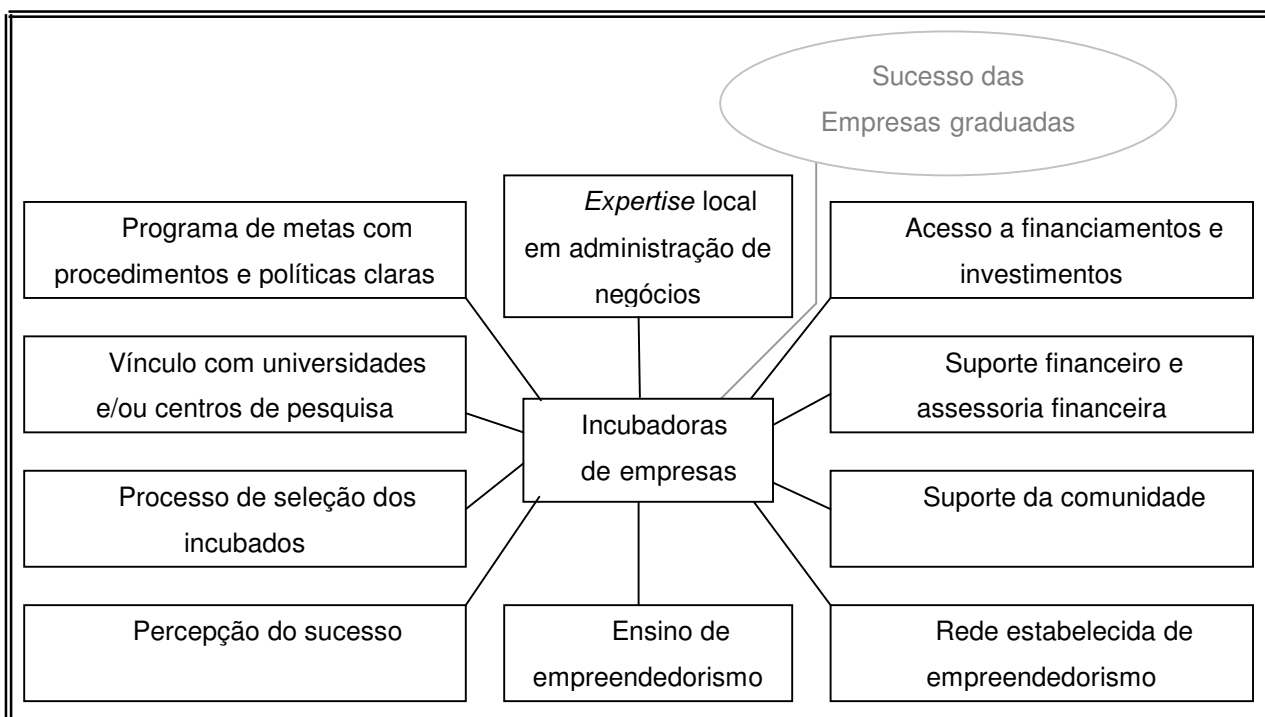 Sucesso das
Empresas graduadas
Programa de metas com
procedimentos e políticas claras
Expertise local
em administração de
negócios
Acesso a financiamentos e
investimentos
Vínculo com universidades
e/ou centros de pesquisa
Incubadoras
de empresas
Suporte financeiro e
assessoria financeira
Processo de seleção dos
incubados
Suporte da comunidade
Percepção do sucesso
Ensino de
empreendedorismo
Rede estabelecida de
empreendedorismo